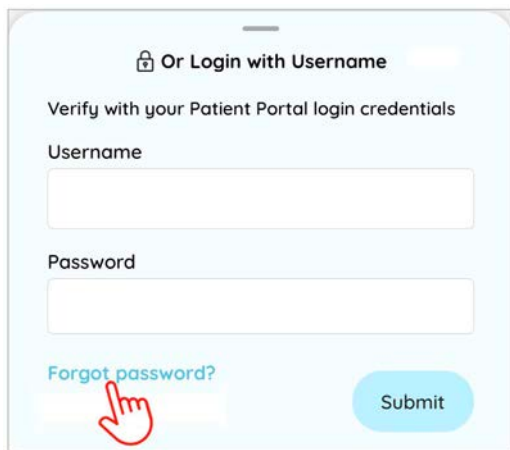 Or Login with Username
Verify with your Patient Portal login credentials
Username
Password
Forgot password?
Submit